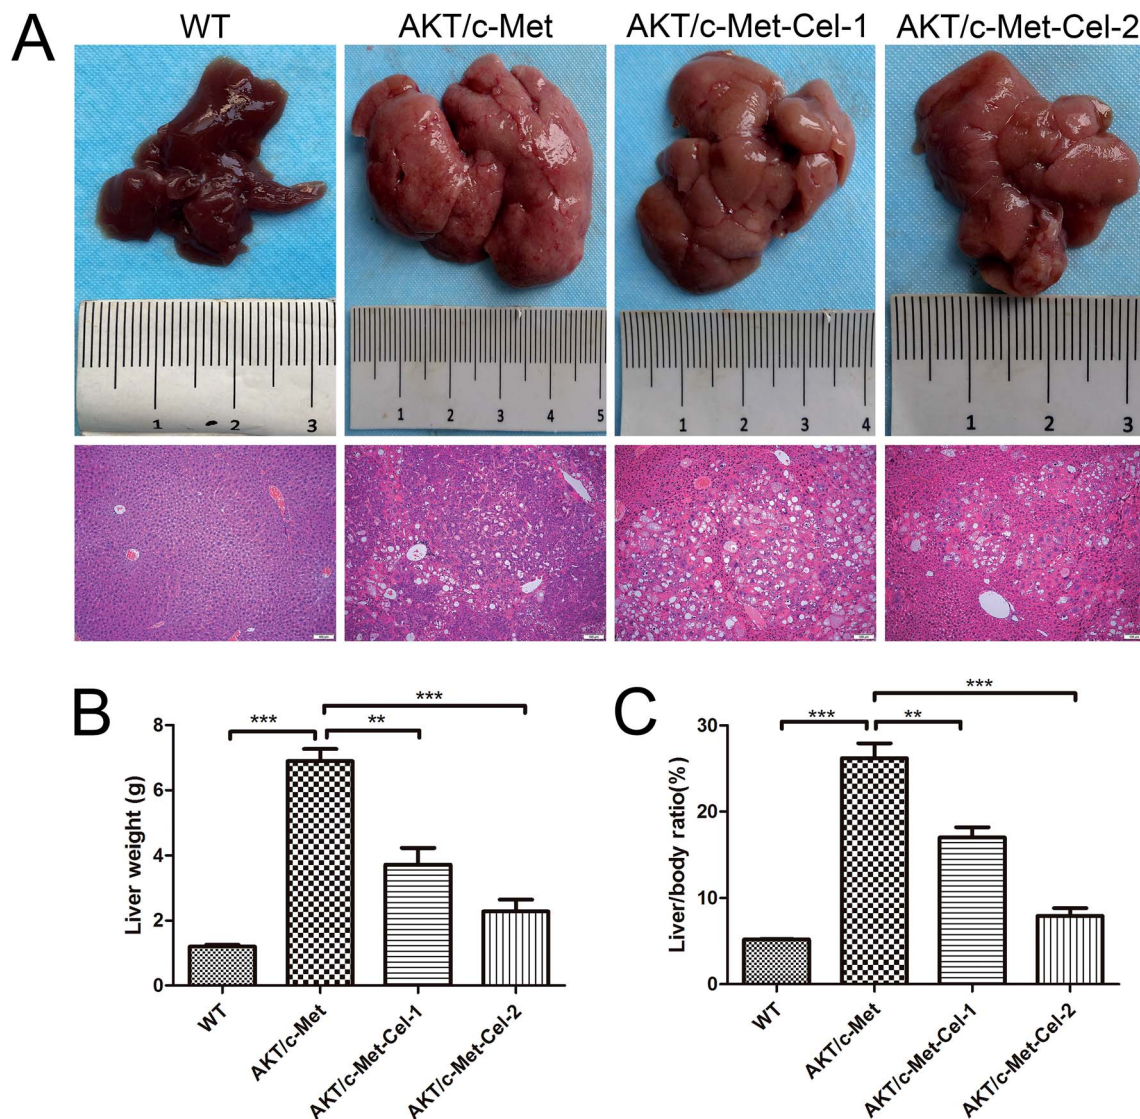 A
WT AKT/c-Met AKT/c-Met-Cel-1 AKT/c-Met-Cel-2
1 2 3
1 2 3 4 5
1 2 3 4
1 2 3
B
***
*** **
Liver weight (g)
8
6
4
2
0
WT
AKT/c-Met
AKT/c-Met-Cel-1
AKT/c-Met-Cel-2
C
***
*** **
Liver/body ratio(%)
30
20
10
0
WT
AKT/c-Met
AKT/c-Met-Cel-1
AKT/c-Met-Cel-2